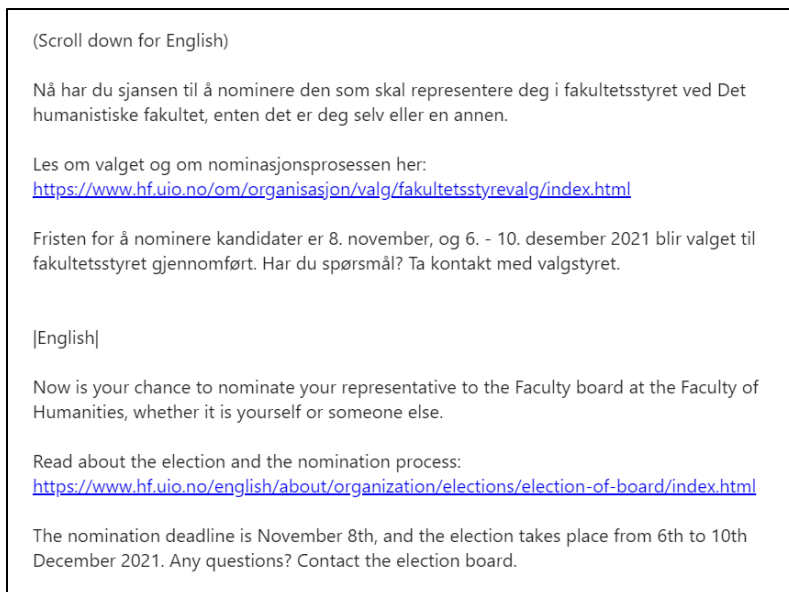 (Scroll down for English)
Nå har du sjansen til å nominere den som skal representere deg i fakultetsstyret ved Det
humanistiske fakultet, enten det er deg selv eller en annen.
Les om valget og om nominasjonsprosessen her:
https://www.hf.uio.no/om/organisasjon/valg/fakultetsstyrevalg/index.html
Fristen for å nominere kandidater er 8. november, og 6. - 10. desember 2021 blir valget til
fakultetsstyret gjennomført. Har du spørsmål? Ta kontakt med valgstyret.
|English|
Now is your chance to nominate your representative to the Faculty board at the Faculty of
Humanities, whether it is yourself or someone else.
Read about the election and the nomination process:
https://www.hf.uio.no/english/about/organization/elections/election-of-board/index.html
The nomination deadline is November 8th, and the election takes place from 6th to 10th
December 2021. Any questions? Contact the election board.